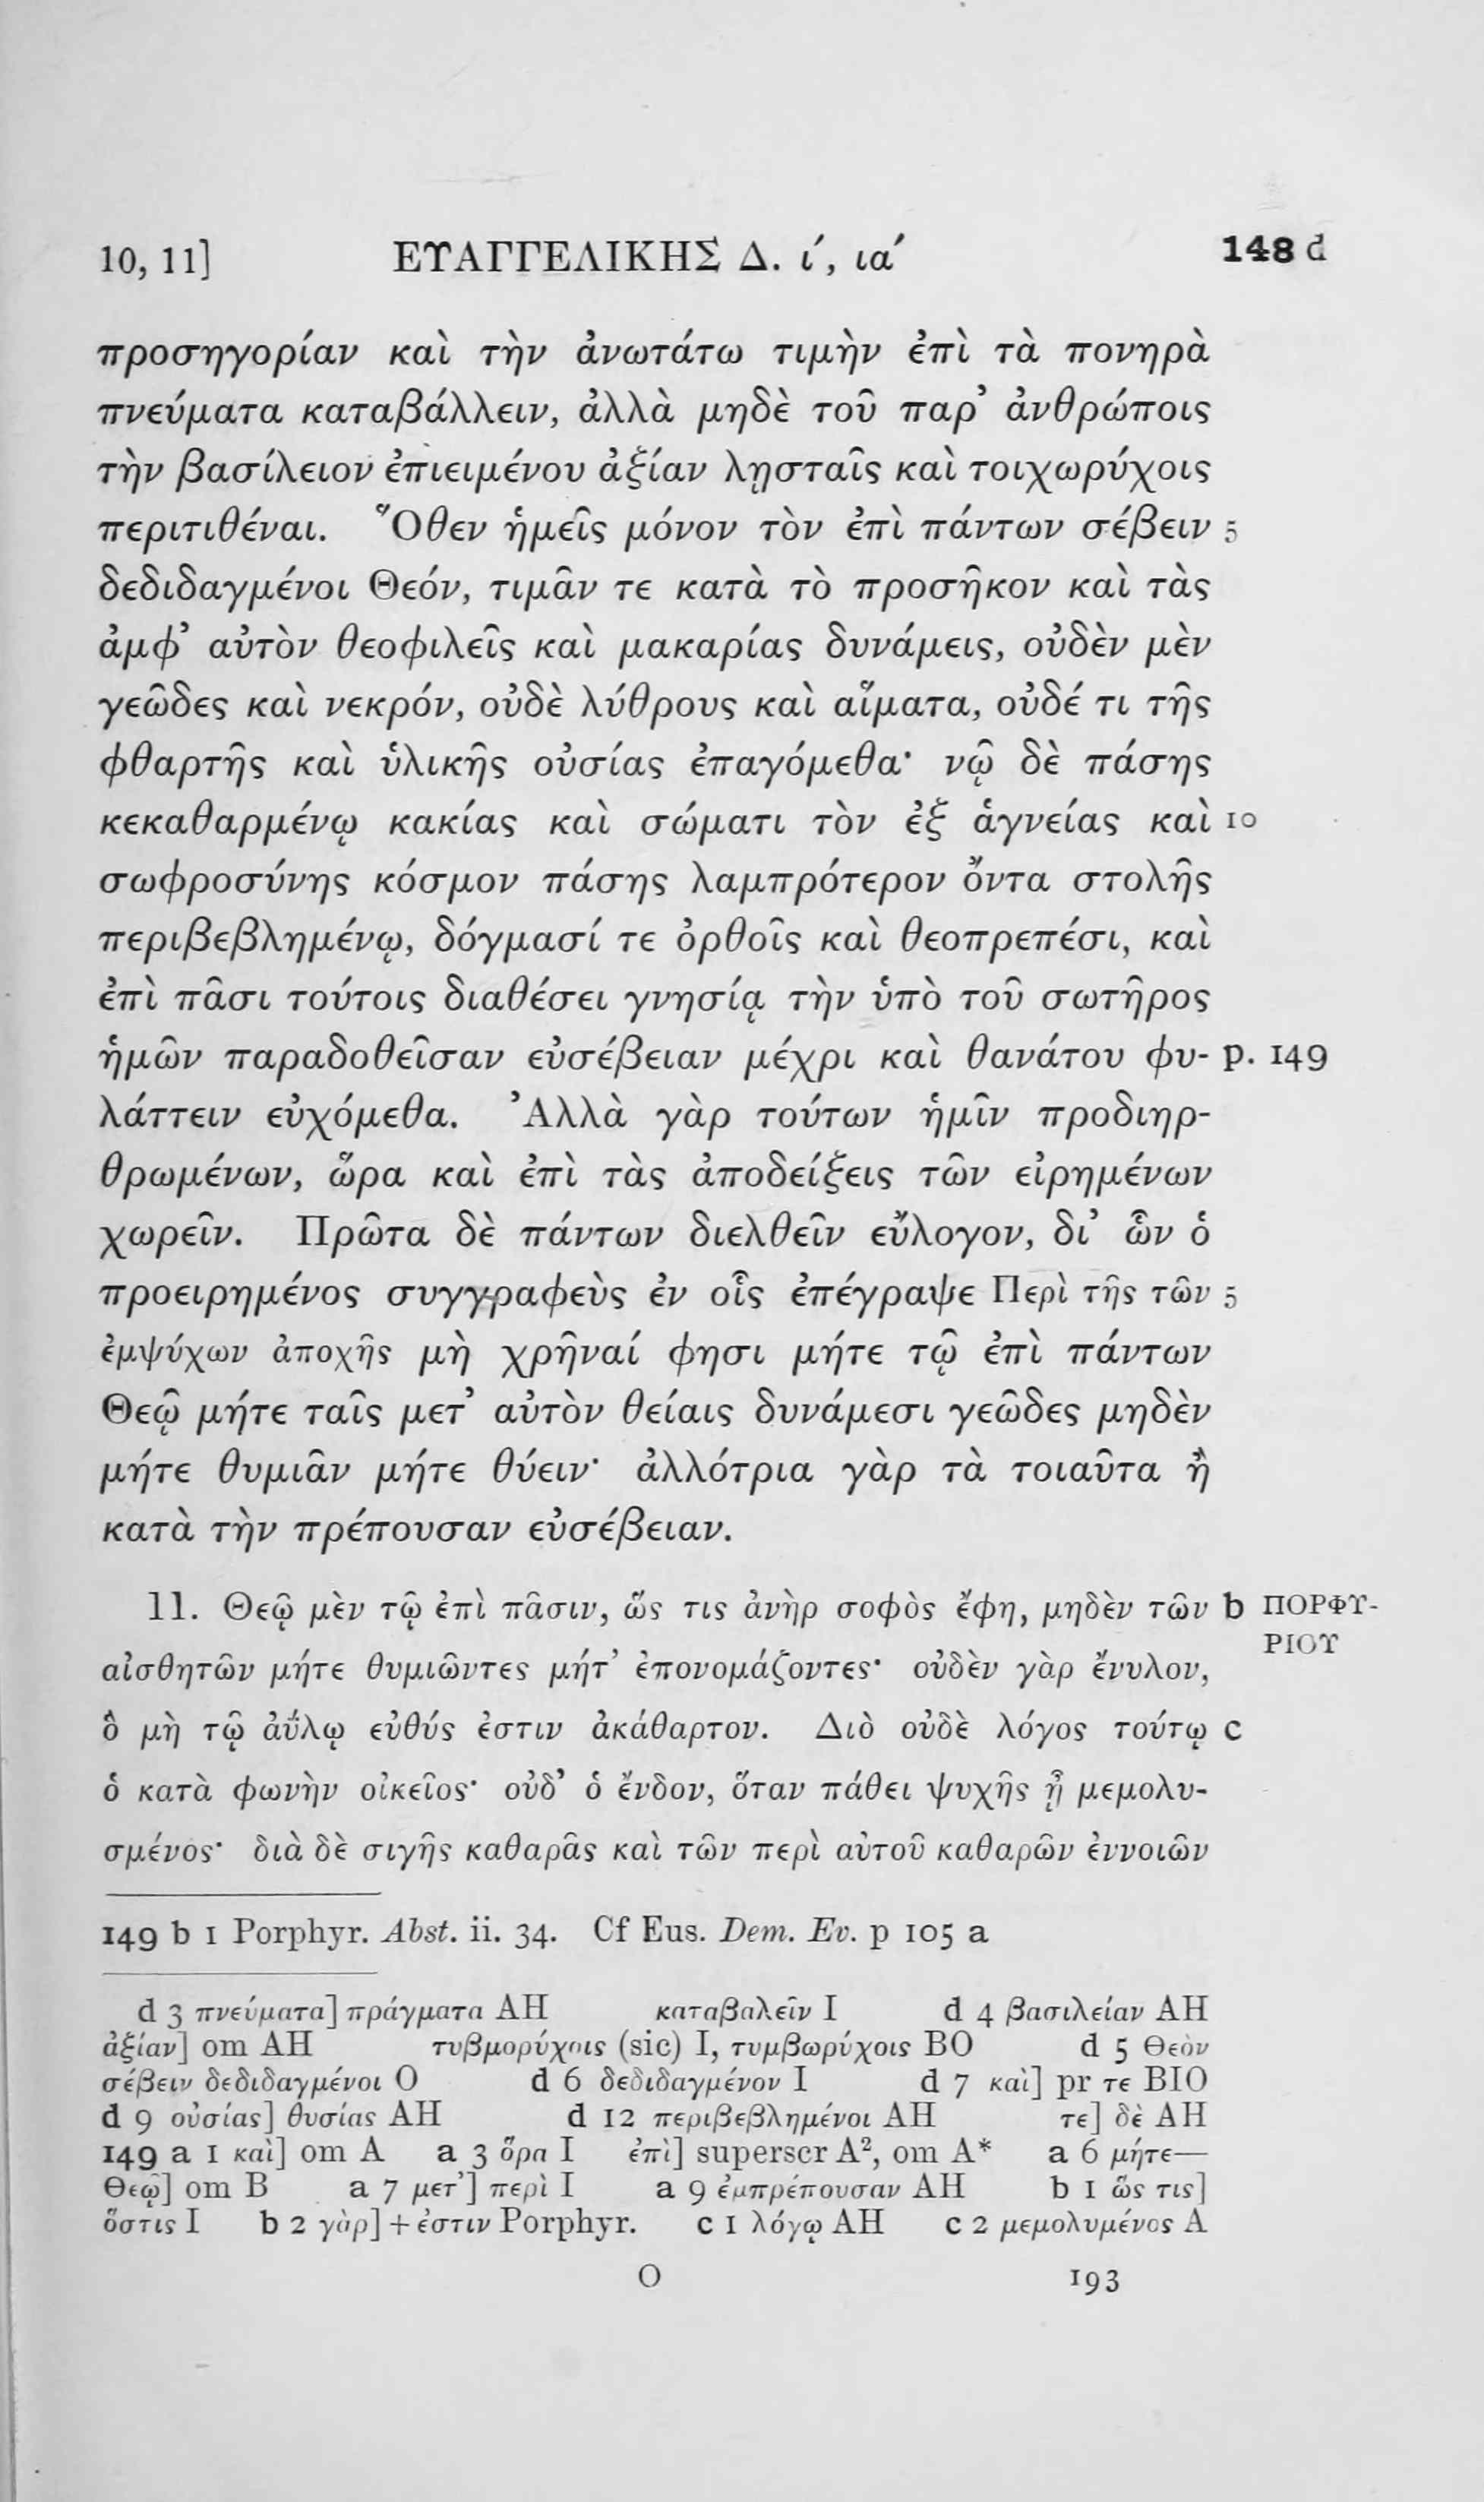 10, 11] ΕΥΑΓΓΕΛΙΚΗΣ Δ. ί, ια΄ 148 d
προσηγορίαν καὶ τὴν ἀνωτάτω τιμὴν ἐπὶ τὰ πονηρὰ
πνεύματα καταβάλλειν, ἀλλὰ μηδὲ τοῦ παρ’ ἀνθρώποις
τὴν βασίλειον ἐπιειμένου ἀξίαν λῃσταῖς καὶ τοιχωρύχοις
περιτιθέναι. Ὅθεν ἡμεῖς μόνον τὸν ἐπὶ πάντων σέβειν 5
δεδιδαγμένοι Θεόν, τιμᾶν τε κατὰ τὸ προσῆκον καὶ τὰς
ἀμφ’ αὐτὸν θεοφιλεῖς καὶ μακαρίας δυνάμεις, οὐδὲν μὲν
γεῶδες καὶ νεκρόν, οὐδὲ λύθρους καὶ αἵματα, οὐδέ τι τῆς
φθαρτῆς καὶ ὑλικῆς οὐσίας ἐπαγόμεθα· νῷ δὲ πάσης
κεκαθαρμένῳ κακίας καὶ σώματι τὸν ἐξ ἁγνείας καὶ 10
σωφροσύνης κόσμον πάσης λαμπρότερον ὄντα στολῆς
περιβεβλημένῳ, δόγμασί τε ὀρθοῖς καὶ θεοπρεπέσι, καὶ
ἐπὶ πᾶσι τούτοις διαθέσει γνησίᾳ τὴν ὑπὸ τοῦ σωτῆρος
ἡμῶν παραδοθεῖσαν εὐσέβειαν μέχρι καὶ θανάτου φυ- p. 149
λάττειν εὐχόμεθα. Ἀλλὰ γὰρ τούτων ἡμῖν προδιηρ-
θρωμένων, ὥρα καὶ ἐπὶ τὰς ἀποδείξεις τῶν εἰρημένων
χωρεῖν. Πρῶτα δὲ πάντων διελθεῖν εὔλογον, δι’ ὧν ὁ
προειρημένος συγγραφεὺς ἐν οἷς ἐπέγραψε Περὶ τῆς τῶν 5
ἐμψύχων ἀποχῆς μὴ χρῆναί φησι μήτε τῷ ἐπὶ πάντων
Θεῷ μήτε ταῖς μετ’ αὐτὸν θείαις δυνάμεσι γεῶδες μηδὲν
μήτε θυμιᾶν μήτε θύειν· ἀλλότρια γὰρ τὰ τοιαῦτα ἢ
κατὰ τὴν πρέπουσαν εὐσέβειαν.
11. Θεῷ μὲν τῷ ἐπὶ πᾶσιν, ὥς τις ἀνὴρ σοφὸς ἔφη, μηδὲν τῶν b ΠΟΡΦΥ-
ΡΙΟΥ
αἰσθητῶν μήτε θυμιῶντες μήτ’ ἐπονομάζοντες· οὐδὲν γὰρ ἔνυλον,
ὃ μὴ τῷ ἀΰλῳ εὐθύς ἐστιν ἀκάθαρτον. Διὸ οὐδὲ λόγος τούτῳ c
ὁ κατὰ φωνὴν οἰκεῖος· οὐδ’ ὁ ἔνδον, ὅταν πάθει ψυχῆς ᾖ μεμολυ-
σμένος· διὰ δὲ σιγῆς καθαρᾶς καὶ τῶν περὶ αὐτοῦ καθαρῶν ἐννοιῶν
149 b 1 Porphyr. Abst. ii. 34. Cf Eus. Dem. Ev. p 105 a
d 3 πνεύματα] πράγματα AH καταβαλεῖν I d 4 βασιλείαν AH
ἀξίαν] om AH τυβμορύχοις (sic) I, τυμβωρύχοις BO d 5 Θεὸν
σέβειν δεδιδαγμένοι O d 6 δεδιδαγμένον I d 7 καὶ] pr τε BIO
d 9 οὐσίας] θυσίας AH d 12 περιβεβλημένοι AH τε] δὲ AH
149 a 1 καὶ] om A a 3 ὅρα I ἐπὶ] superscr A², om A* a 6 μήτε—
Θεῷ] om B a 7 μετ’] περὶ I a 9 ἐμπρέπουσαν AH b 1 ὥς τις]
ὅστις I b 2 γὰρ] + ἐστιν Porphyr. c 1 λόγῳ AH c 2 μεμολυμένος A
O 193